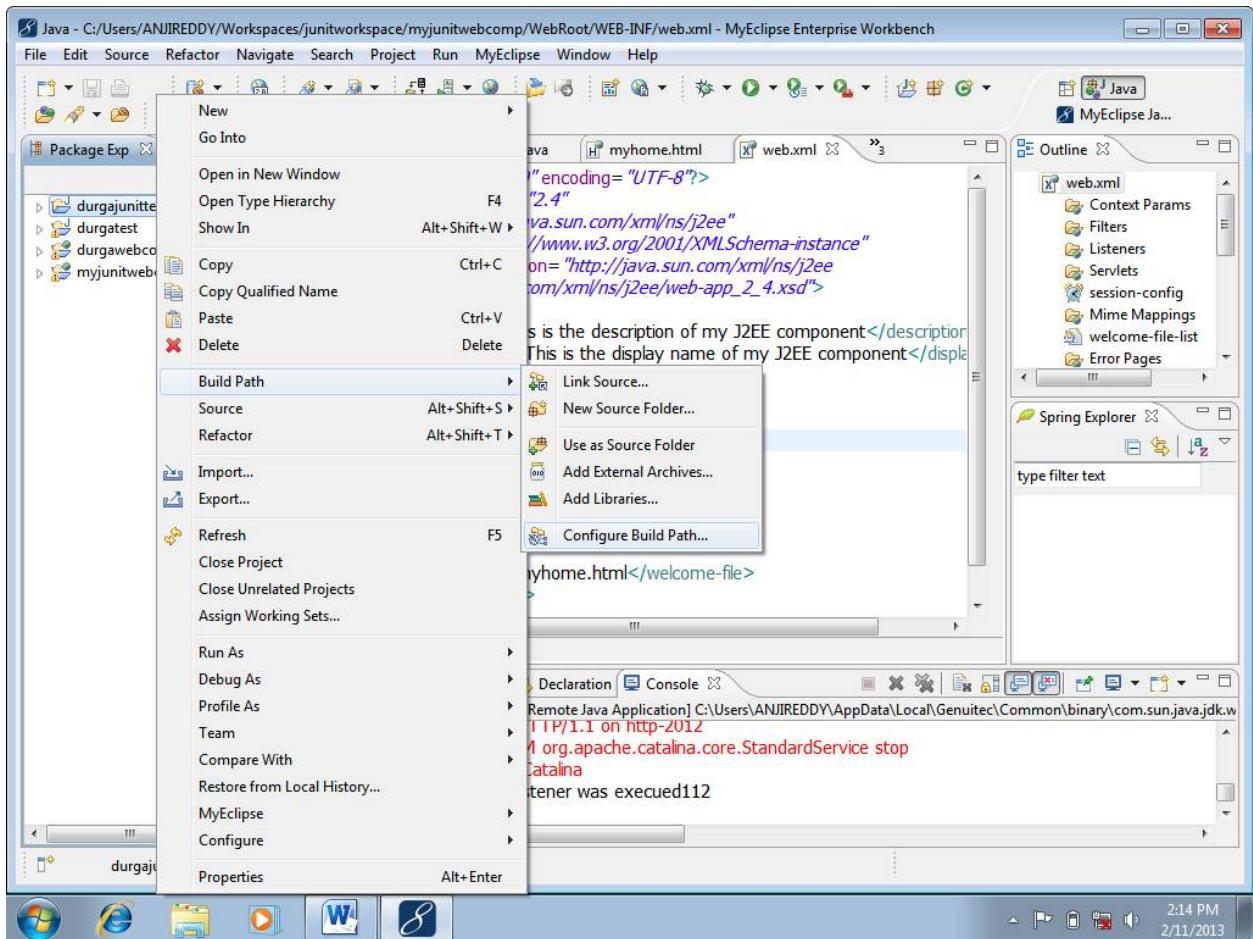 Java - C:/Users/ANJIREDDY/Workspaces/junitworkspace/myjunitwebcomp/WebRoot/WEB-INF/web.xml - MyEclipse Enterprise Workbench
File Edit Source Refactor Navigate Search Project Run MyEclipse Window Help
Java
MyEclipse Ja...
Package Exp
durgajunitte
durgatest
durgawebco
myjunitweb
New
Go Into
Open in New Window
Open Type Hierarchy F4
Show In Alt+Shift+W
Copy Ctrl+C
Copy Qualified Name
Paste Ctrl+V
Delete Delete
Build Path
Source Alt+Shift+S
Refactor Alt+Shift+T
Import...
Export...
Refresh F5
Close Project
Close Unrelated Projects
Assign Working Sets...
Run As
Debug As
Profile As
Team
Compare With
Restore from Local History...
MyEclipse
Configure
Properties Alt+Enter
Link Source...
New Source Folder...
Use as Source Folder
Add External Archives...
Add Libraries...
Configure Build Path...
ava myhome.html web.xml 3
" encoding="UTF-8"?>
"2.4"
va.sun.com/xml/ns/j2ee"
//www.w3.org/2001/XMLSchema-instance"
on="http://java.sun.com/xml/ns/j2ee
com/xml/ns/j2ee/web-app_2_4.xsd">
s is the description of my J2EE component</description
This is the display name of my J2EE component</displa
yhome.html</welcome-file>
>
Outline
web.xml
Context Params
Filters
Listeners
Servlets
session-config
Mime Mappings
welcome-file-list
Error Pages
Spring Explorer
type filter text
Declaration Console
Remote Java Application] C:\Users\ANJIREDDY\AppData\Local\Genuitec\Common\binary\com.sun.java.jdk.w
TTP/1.1 on http-2012
M org.apache.catalina.core.StandardService stop
Catalina
stener was execued112
durgaju
2:14 PM
2/11/2013